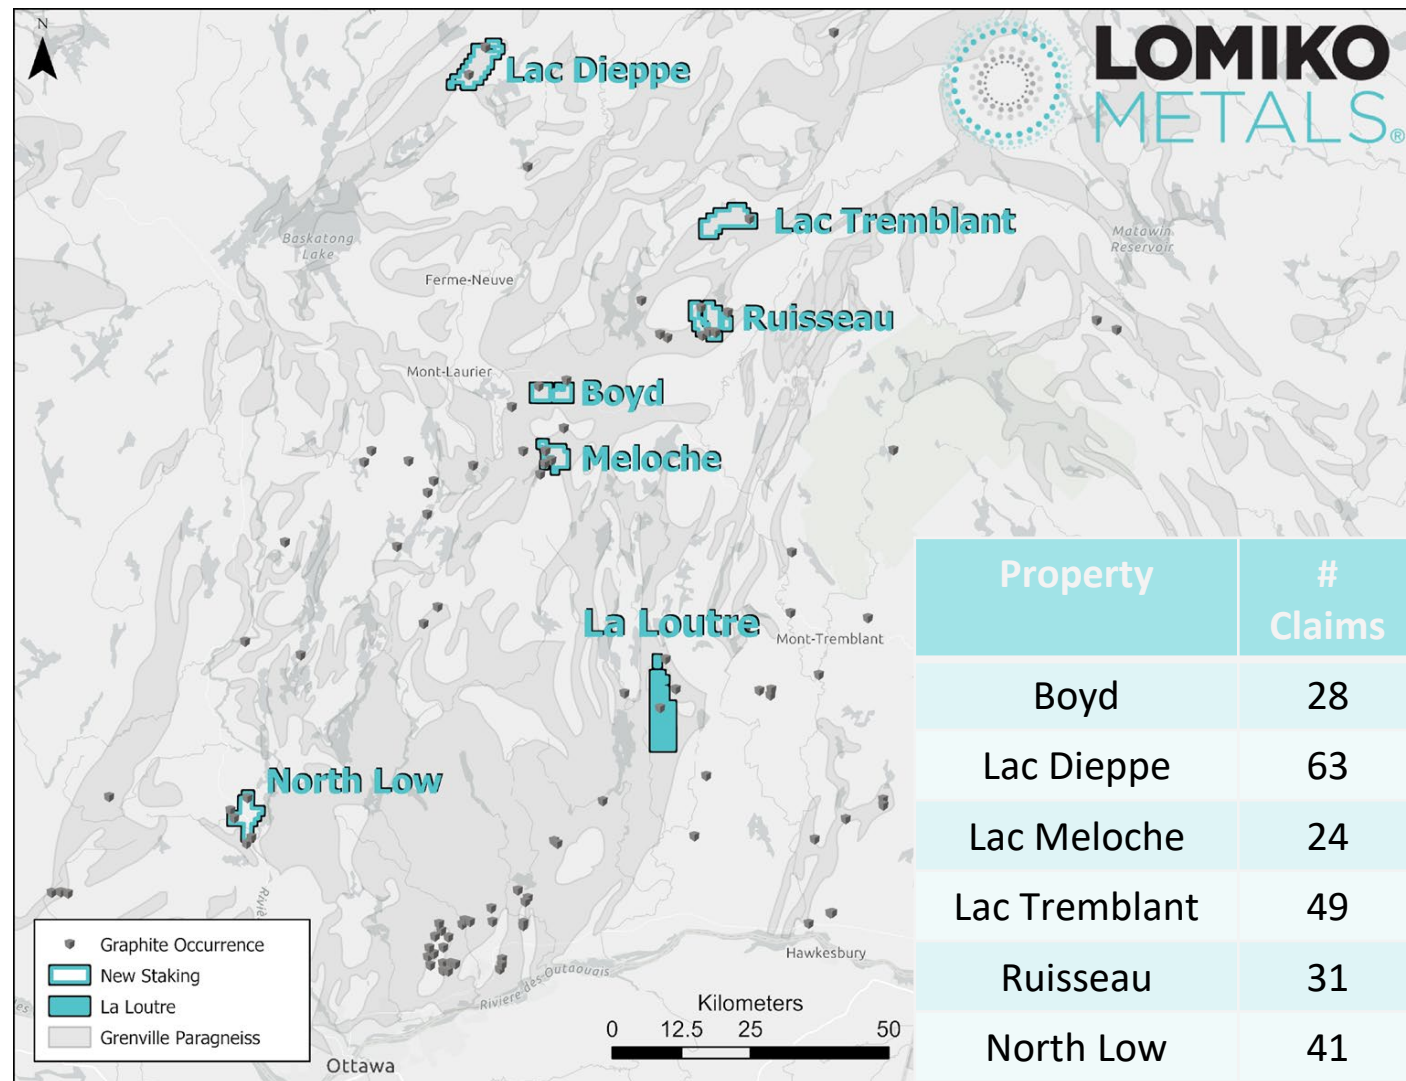 N
LOMIKO
METALS®
Lac Dieppe
Lac Tremblant
Baskatong
Lake
Matawin
Reservoir
Ferme-Neuve
Ruisseau
Mont-Laurier
Boyd
Meloche
La Loutre
Mont-Tremblant
North Low
Property
#
Claims
Boyd 28
Lac Dieppe 63
Lac Meloche 24
Lac Tremblant 49
Ruisseau 31
North Low 41
Graphite Occurrence
New Staking
La Loutre
Grenville Paragneiss
Riviere des Outaouais
Hawkesbury
Kilometers
0 12.5 25 50
Ottawa